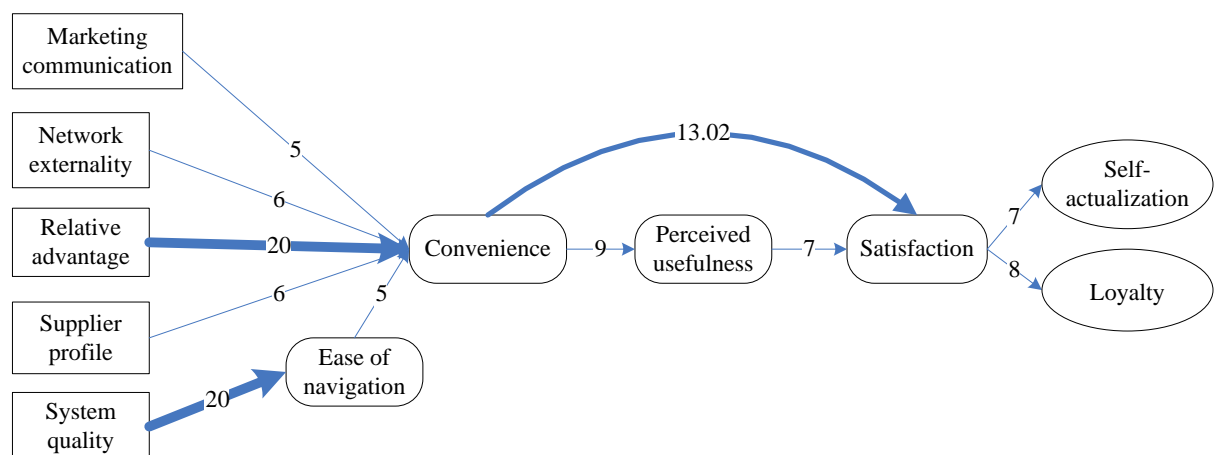 Marketing
communication
Network
externality
Relative
advantage
Supplier
profile
System
quality
5
6
20
6
5
20
Ease of
navigation
Convenience
13.02
9
Perceived
usefulness
7
Satisfaction
7
8
Self-
actualization
Loyalty